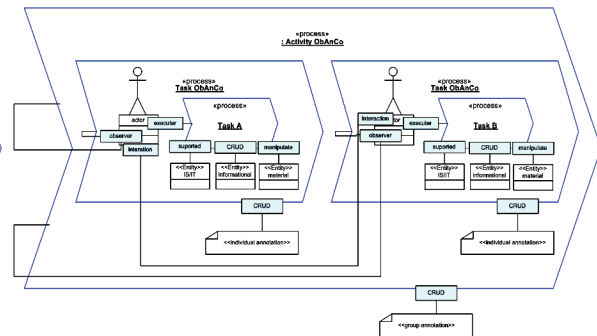 «process»
: Activity ObAnCo
«process»
Task ObAnCo
«process»
Task ObAnCo
actor
executer
observer
interation
«process»
Task A
suported
CRUD
manipulate
<<Entity>>
IS/IT
<<Entity>>
informational
<<Entity>>
material
CRUD
<<individual annotation>>
interaction
actor
executer
observer
«process»
Task B
suported
CRUD
manipulate
<<Entity>>
IS/IT
<<Entity>>
informational
<<Entity>>
material
CRUD
<<individual annotation>>
CRUD
<<group annotation>>